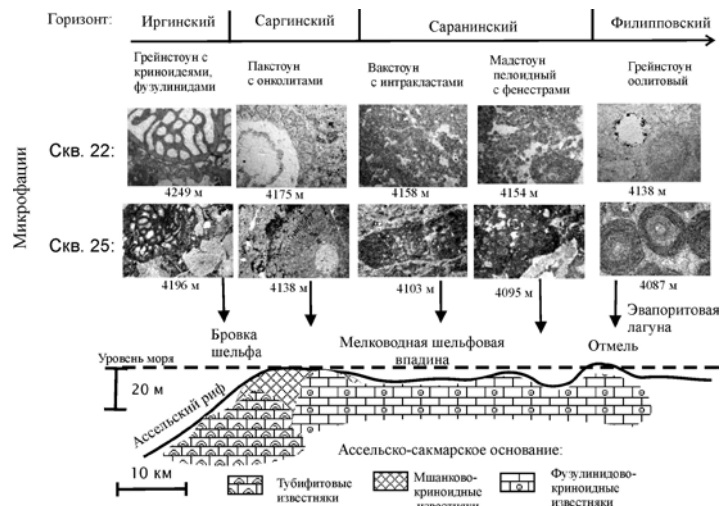 Горизонт:
Иргинский
Саргинский
Саранинский
Филипповский
Грейнстоун с
криноидеями,
фузулинидами
Пакстоун
с онколитами
Вакстоун
с интракластами
Мадстоун
пелоидный
с фенестрами
Грейнстоун
оолитовый
Микрофации
Скв. 22:
4249 м
4175 м
4158 м
4154 м
4138 м
Скв. 25:
4196 м
4138 м
4103 м
4095 м
4087 м
Эвапоритовая
лагуна
Бровка
шельфа
Мелководная шельфовая
впадина
Отмель
Уровень моря
20 м
Ассельский риф
10 км
Ассельско-сакмарское основание:
Тубифитовые
известняки
Мшанково-
криноидные
известняки
Фузулинидово-
криноидные
известняки